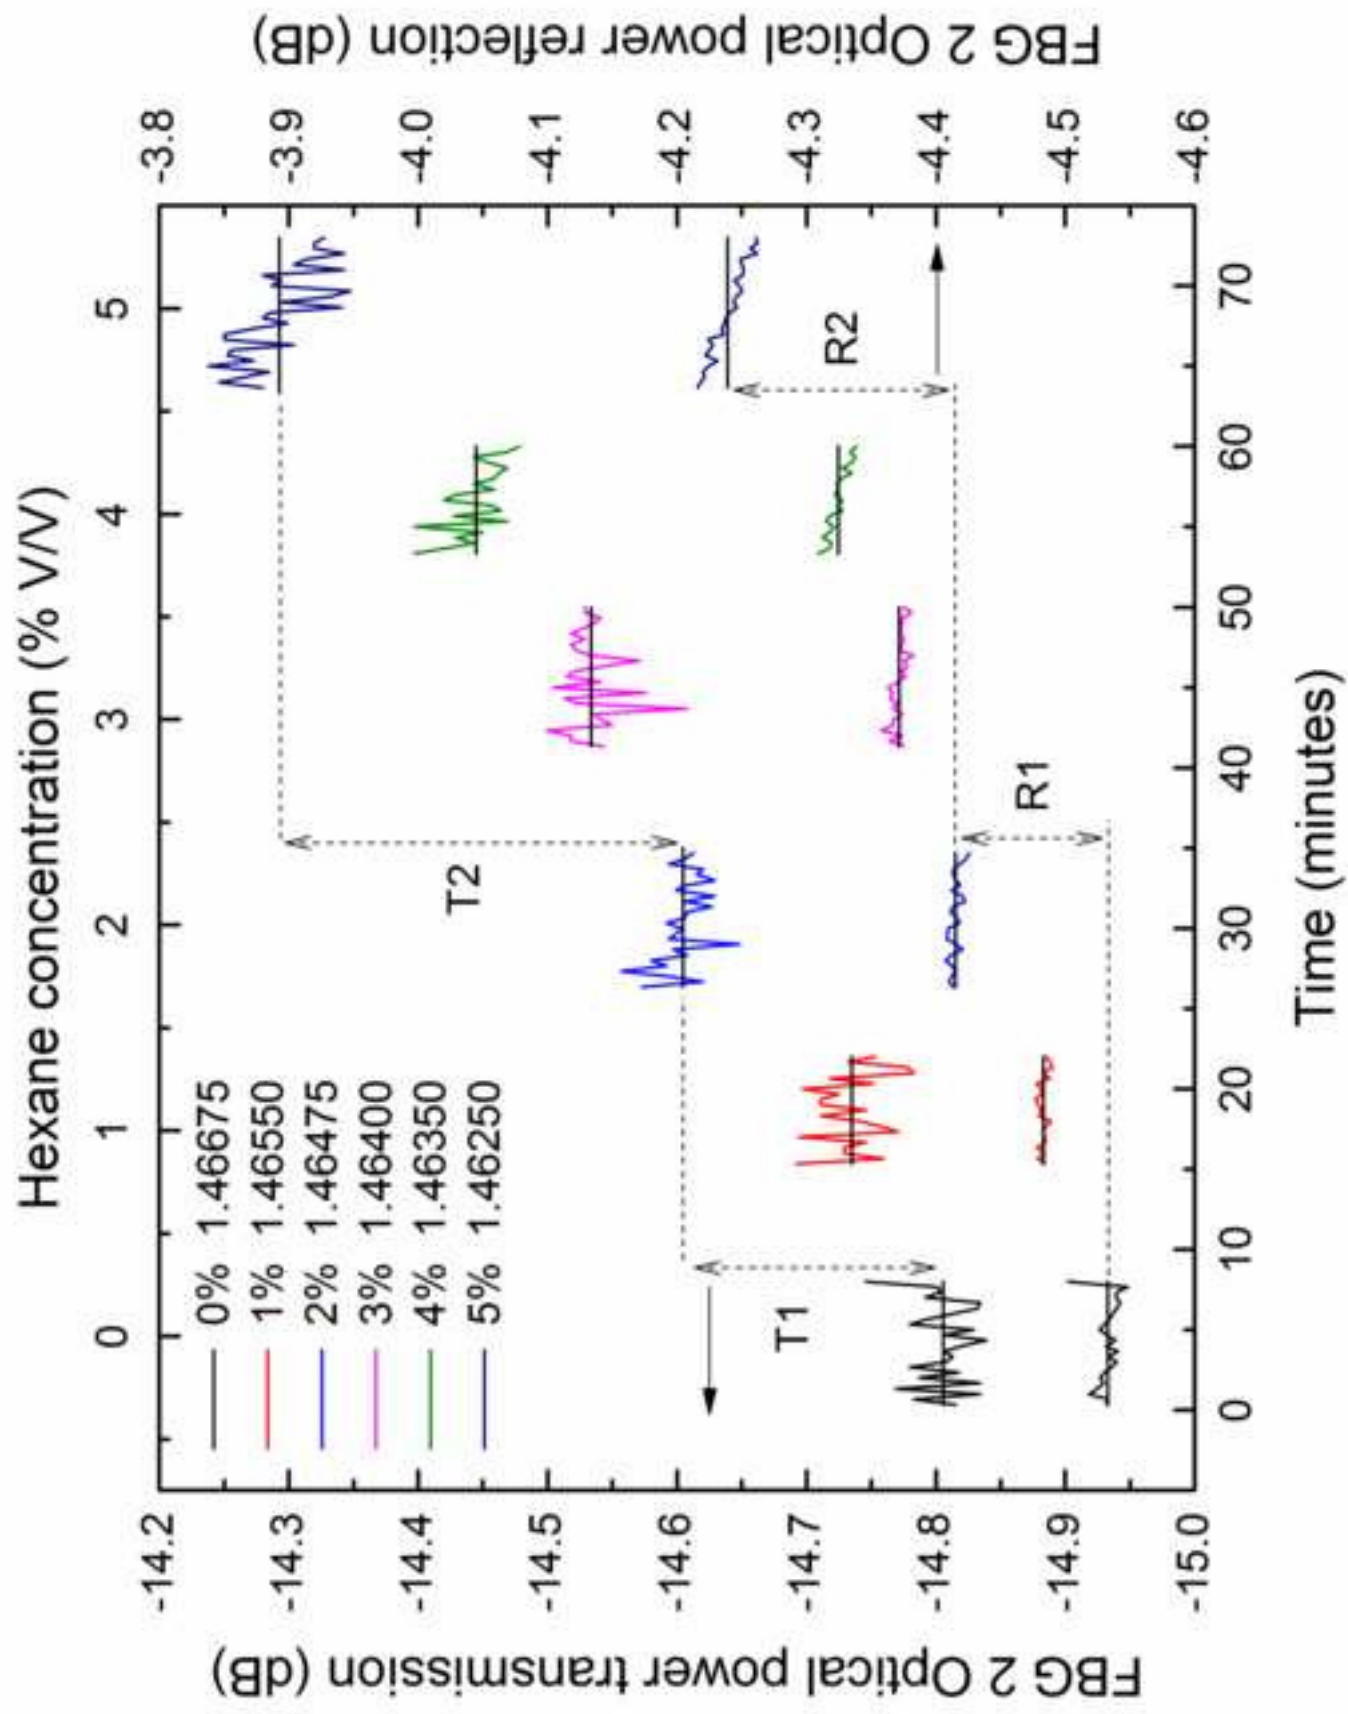 Hexane concentration (% V/V)
0 1 2 3 4 5
FBG 2 Optical power transmission (dB)
-14.2
-14.3
-14.4
-14.5
-14.6
-14.7
-14.8
-14.9
-15.0
0% 1.46675
1% 1.46550
2% 1.46475
3% 1.46400
4% 1.46350
5% 1.46250
T1
T2
R1
R2
-3.8
-3.9
-4.0
-4.1
-4.2
-4.3
-4.4
-4.5
-4.6
FBG 2 Optical power reflection (dB)
0 10 20 30 40 50 60 70
Time (minutes)